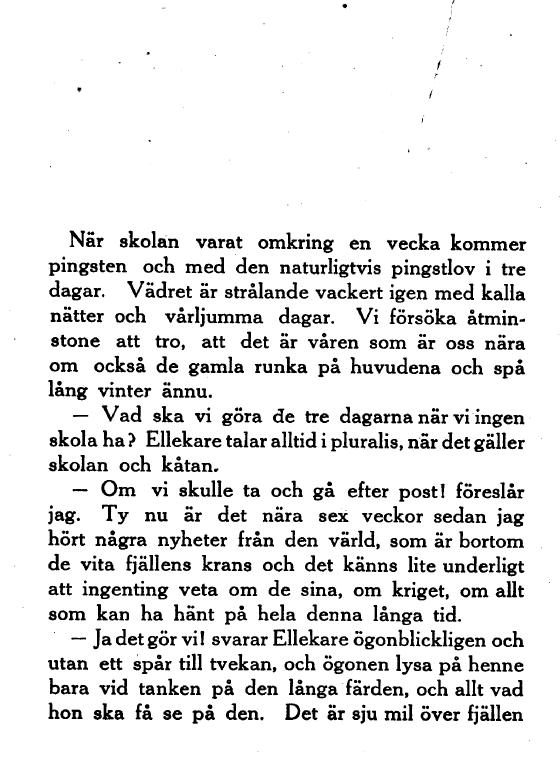 När skolan varat omkring en vecka kommer
pingsten och med den naturligtvis pingstlov i tre
dagar. Vädret är strålande vackert igen med kalla
nätter och vårljumma dagar. Vi försöka åtmin-
stone att tro, att det är våren som är oss nära
om också de gamla runka på huvudena och spå
lång vinter ännu.
— Vad ska vi göra de tre dagarna när vi ingen
skola ha? Ellekare talar alltid i pluralis, när det gäller
skolan och kåtan.
— Om vi skulle ta och gå efter post! föreslår
jag. Ty nu är det nära sex veckor sedan jag
hört några nyheter från den värld, som är bortom
de vita fjällens krans och det känns lite underligt
att ingenting veta om de sina, om kriget, om allt
som kan ha hänt på hela denna långa tid.
— Ja det gör vi! svarar Ellekare ögonblickligen och
utan ett spår till tvekan, och ögonen lysa på henne
bara vid tanken på den långa färden, och allt vad
hon ska få se på den. Det är sju mil över fjällen